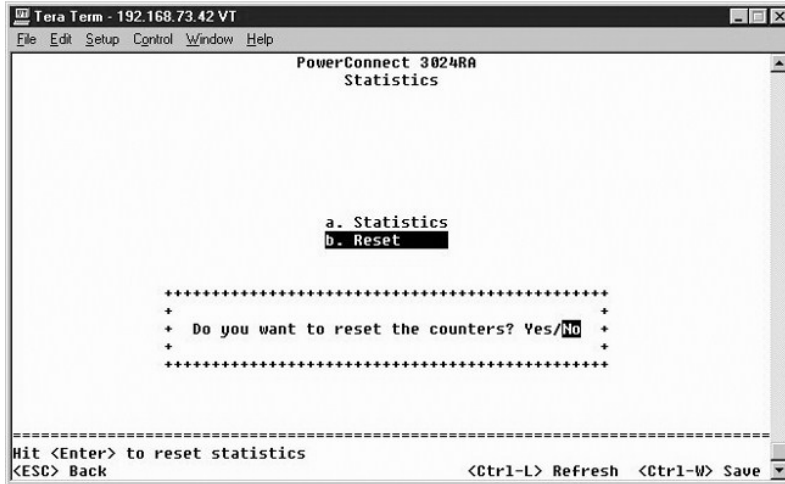 Tera Term - 192.168.73.42 VT
File Edit Setup Control Window Help
PowerConnect 3024RA
Statistics
a. Statistics
b. Reset
+++++++++++++++++++++++++++++++++++++++++++++++
+ +
+ Do you want to reset the counters? Yes/No +
+ +
+++++++++++++++++++++++++++++++++++++++++++++++
================================================================================
Hit <Enter> to reset statistics
<ESC> Back <Ctrl-L> Refresh <Ctrl-W> Save